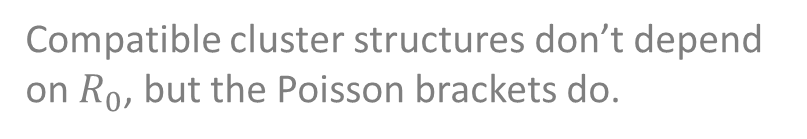 Compatible cluster structures don’t depend
on 𝑅₀, but the Poisson brackets do.